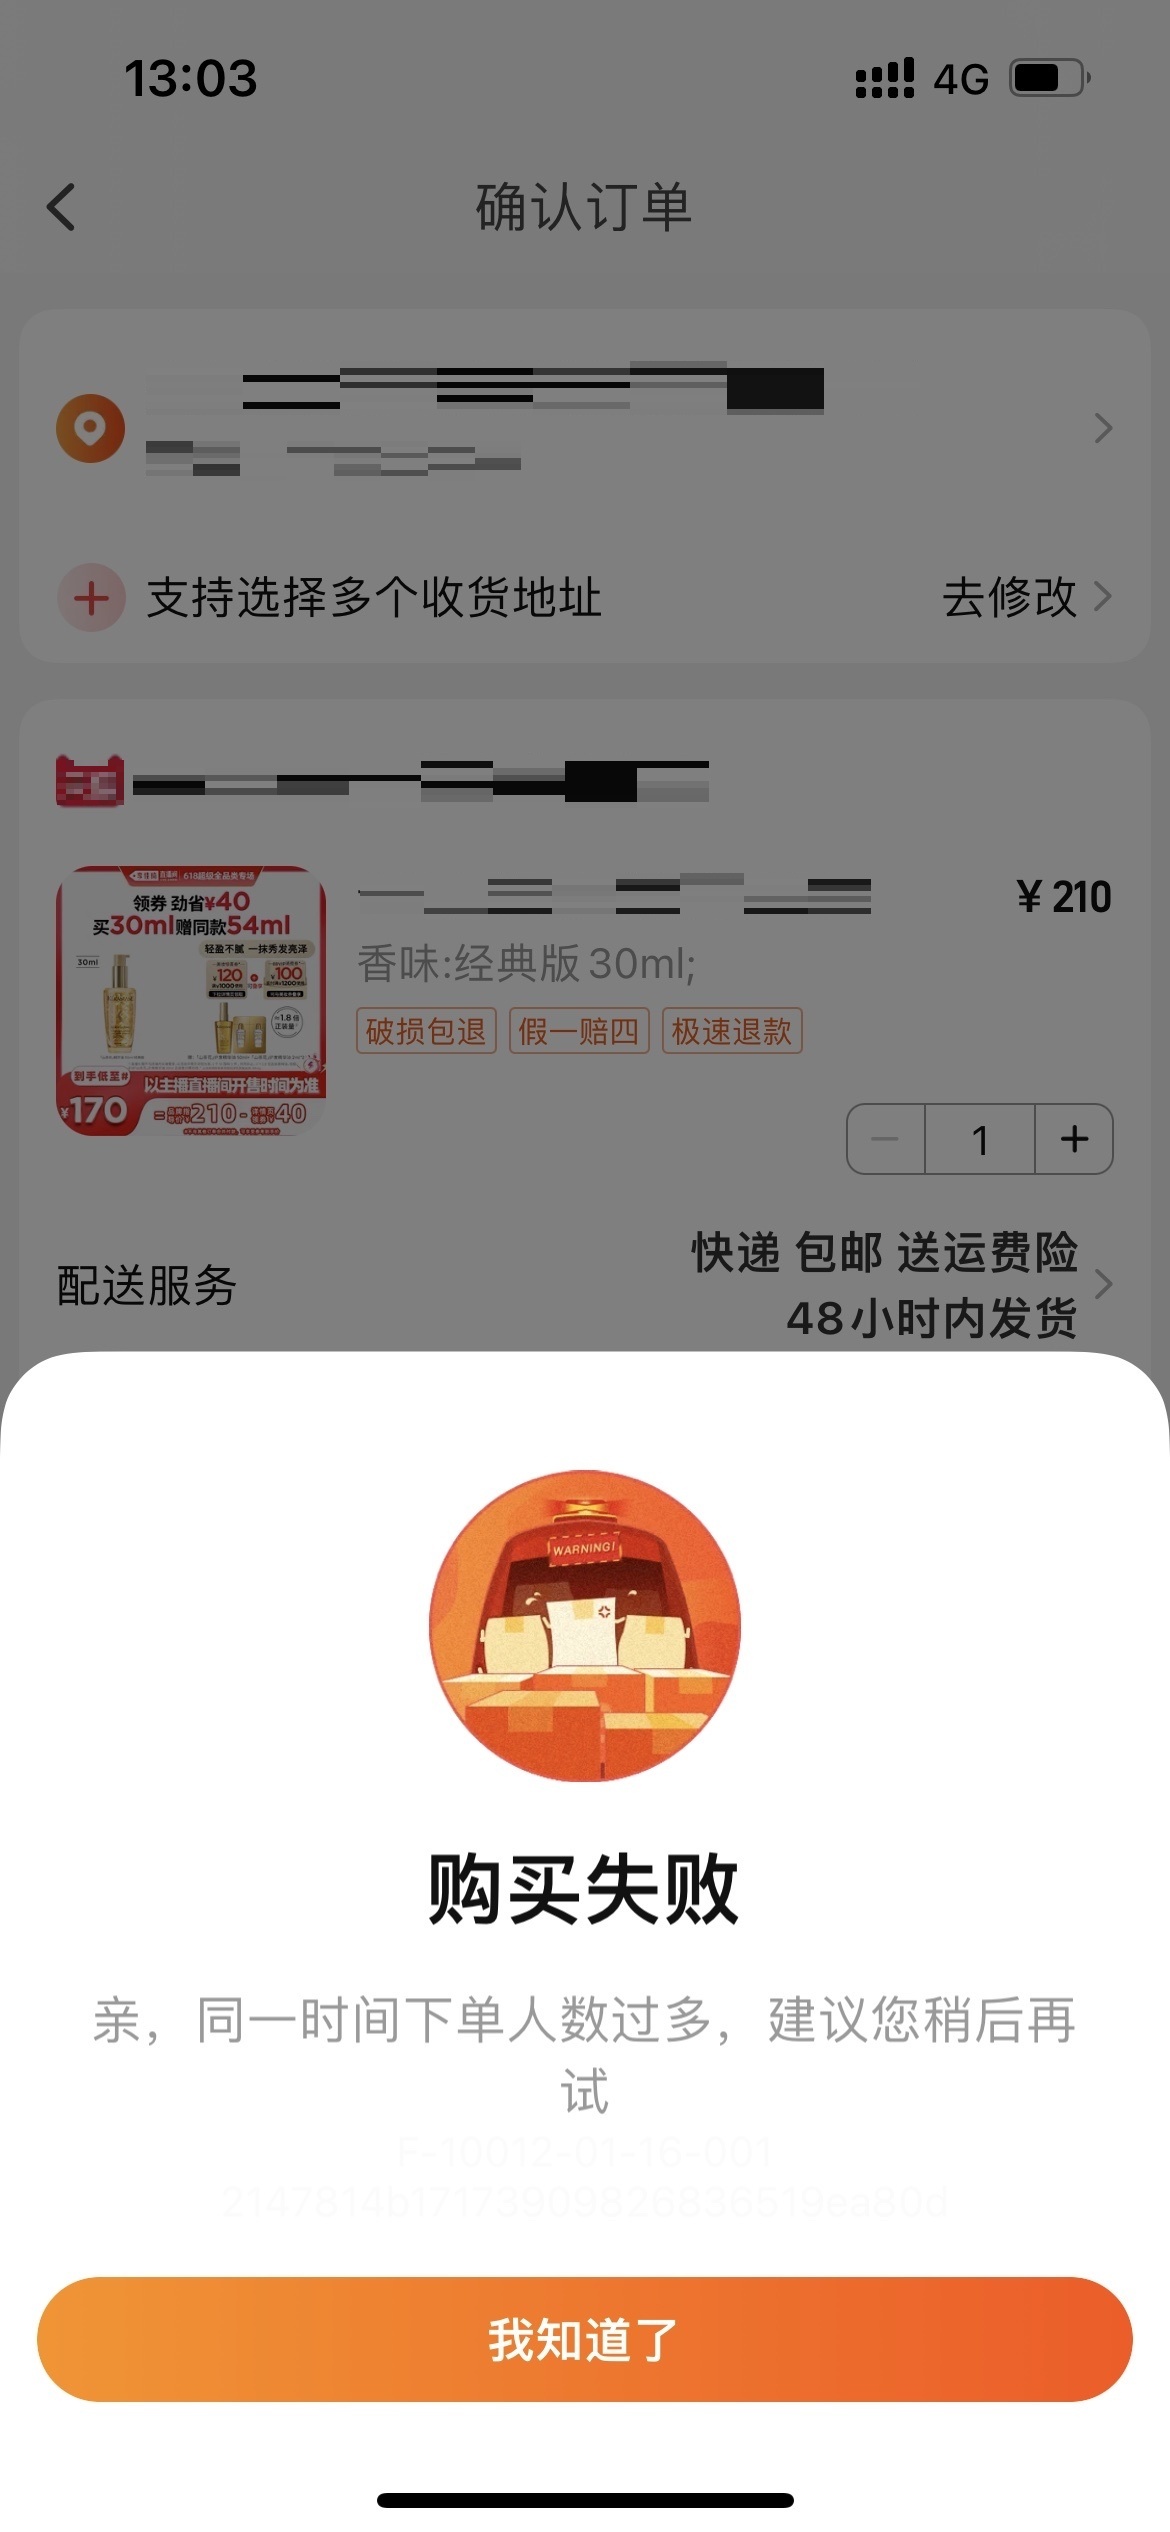 13:03
4G
确认订单
支持选择多个收货地址
去修改
618超级全品类专场
领券 劲省¥40
买30ml赠同款54ml
轻盈不腻 一抹秀发亮泽
30ml
¥120
¥100
≈1.8倍
正装量
到手低至#
以主播直播间开售时间为准
¥170
210
40
¥210
香味:经典版30ml;
破损包退
假一赔四
极速退款
1
配送服务
快递 包邮 送运费险
48小时内发货
WARNING!
购买失败
亲，同一时间下单人数过多，建议您稍后再
试
F-10012-01-16-001
2147814b17173909826836519ea80d
我知道了